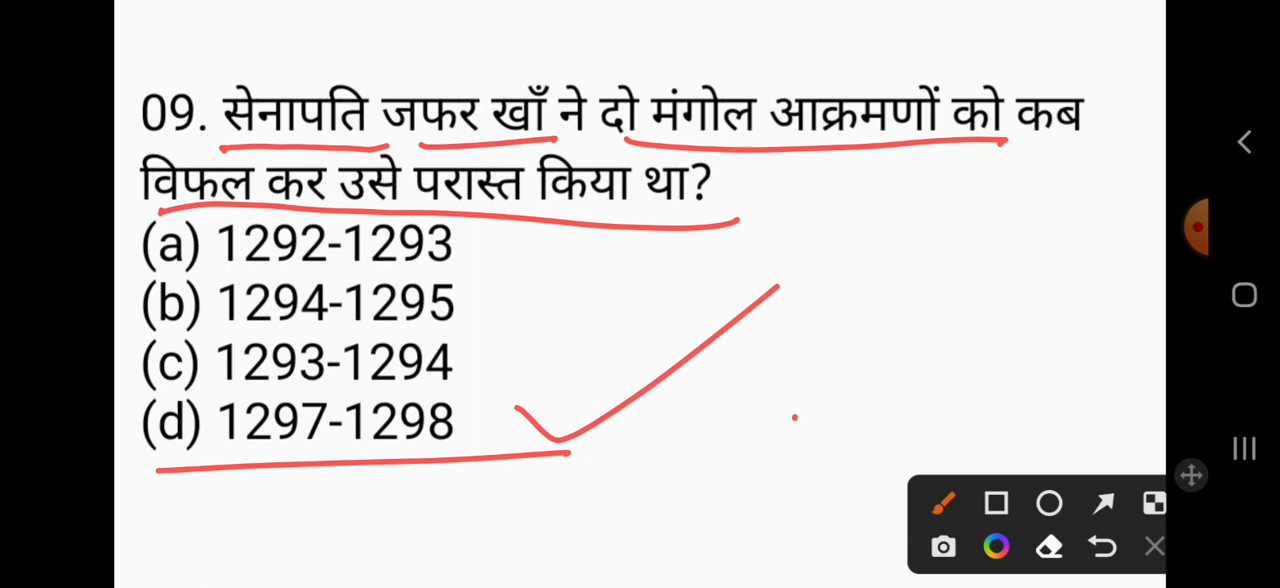 09. सेनापति जफर खाँ ने दो मंगोल आक्रमणों को कब
विफल कर उसे परास्त किया था?
(a) 1292-1293
(b) 1294-1295
(c) 1293-1294
(d) 1297-1298